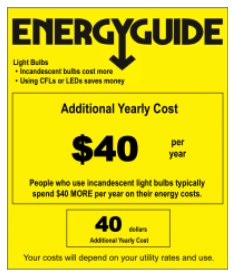 ENERGYGUIDE
Light Bulbs
• Incandescent bulbs cost more
• Using CFLs or LEDs saves money
Additional Yearly Cost
$40 per year
People who use incandescent light bulbs typically
spend $40 MORE per year on their energy costs.
40 dollars
Additional Yearly Cost
Your costs will depend on your utility rates and use.